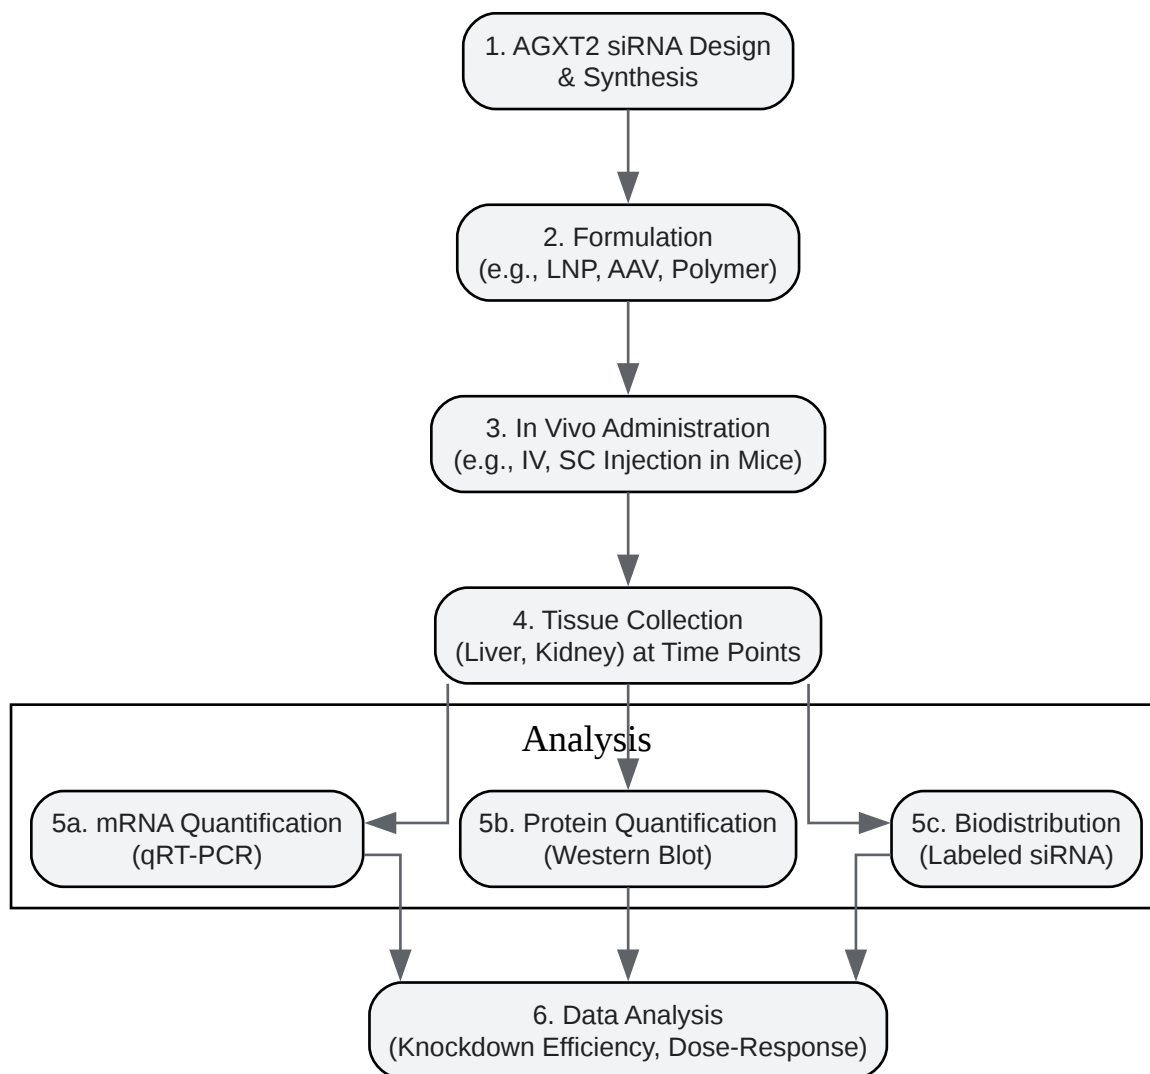 1. AGXT2 siRNA Design
& Synthesis
2. Formulation
(e.g., LNP, AAV, Polymer)
3. In Vivo Administration
(e.g., IV, SC Injection in Mice)
4. Tissue Collection
(Liver, Kidney) at Time Points
Analysis
5a. mRNA Quantification
(qRT-PCR)
5b. Protein Quantification
(Western Blot)
5c. Biodistribution
(Labeled siRNA)
6. Data Analysis
(Knockdown Efficiency, Dose-Response)